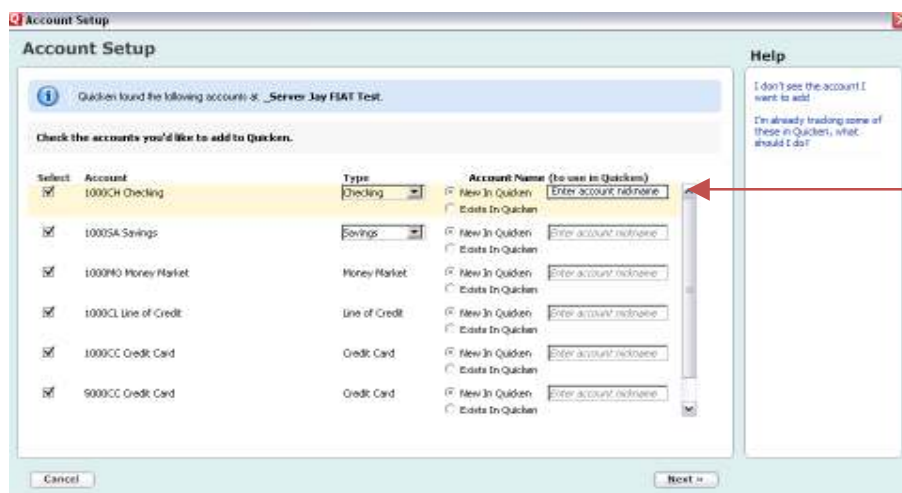 Account Setup
Account Setup
Help
Quicken found the following accounts at _Server Jay FSAT Test.
I don't see the account I
want to add
I'm already tracking some of
these in Quicken, what
should I do?
Check the accounts you'd like to add to Quicken.
Select Account Type Account Name (to use in Quicken)
1000CH Checking Checking New In Quicken Enter account nickname
Exists In Quicken
1000SA Savings Savings New In Quicken Enter account nickname
Exists In Quicken
1000MO Money Market Money Market New In Quicken Enter account nickname
Exists In Quicken
1000CL Line of Credit Line of Credit New In Quicken Enter account nickname
Exists In Quicken
1000CC Credit Card Credit Card New In Quicken Enter account nickname
Exists In Quicken
9000CC Credit Card Credit Card New In Quicken Enter account nickname
Exists In Quicken
Cancel Next »